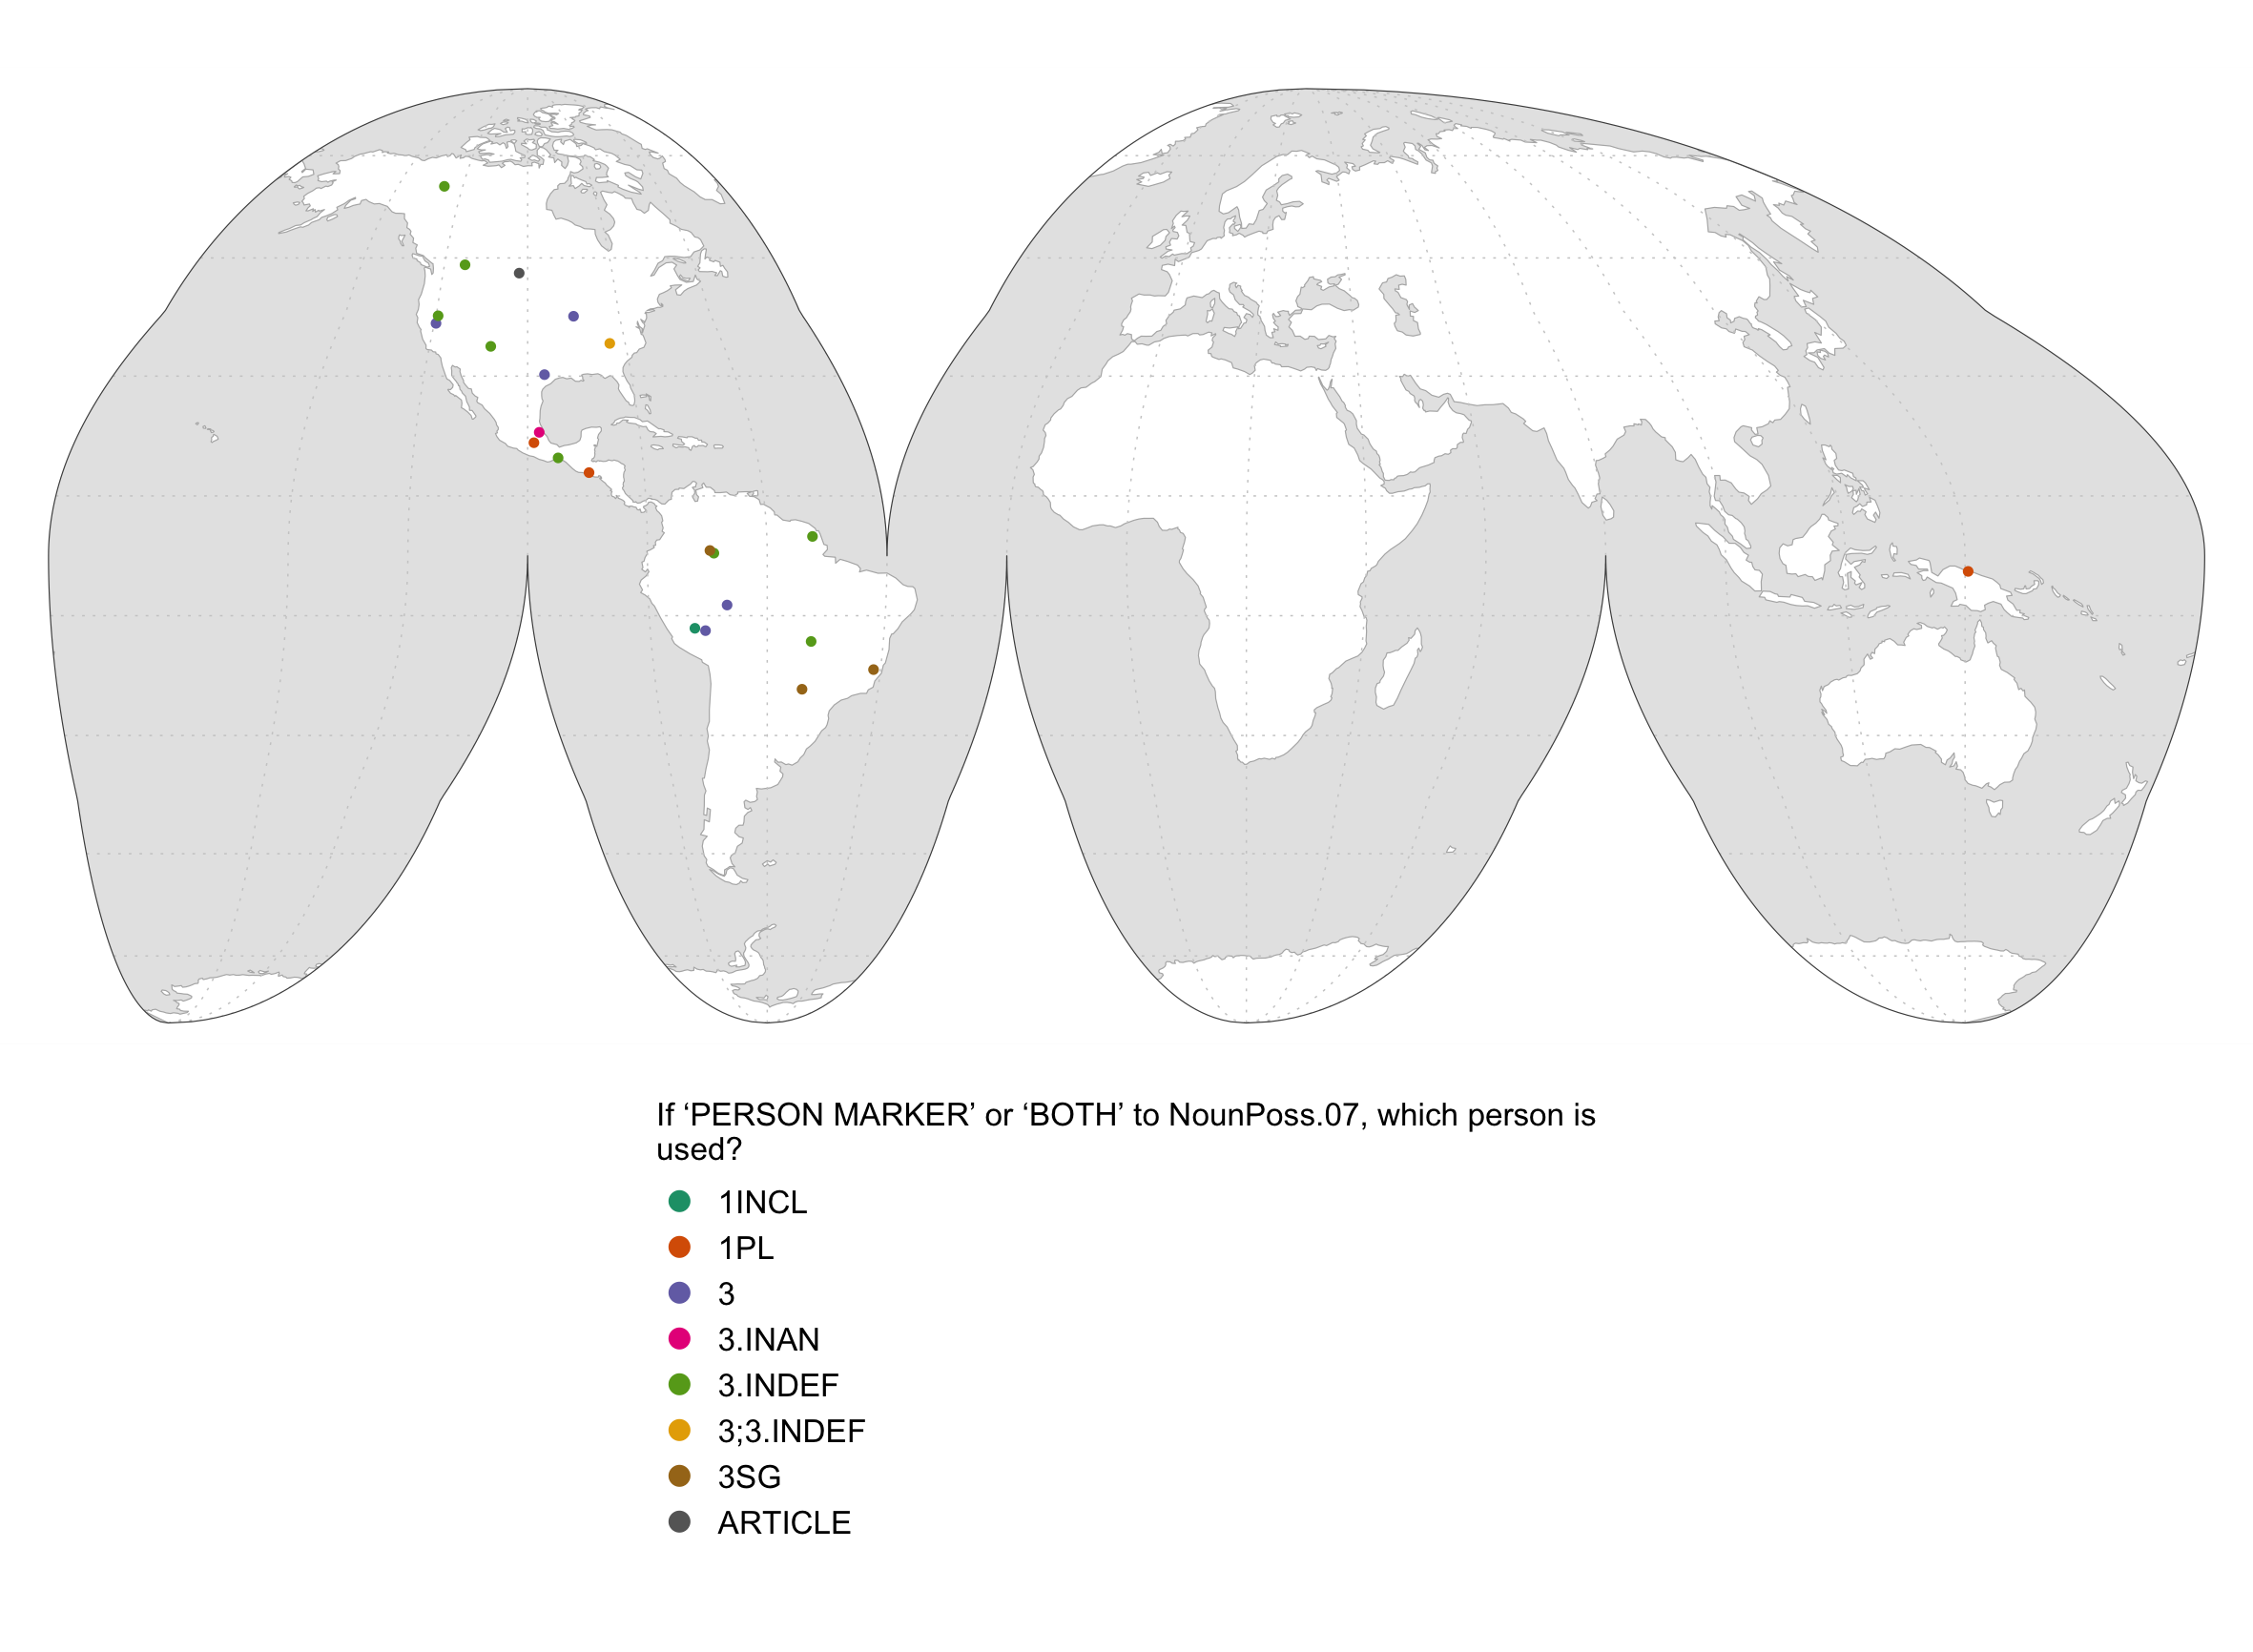 If ‘PERSON MARKER’ or ‘BOTH’ to NounPoss.07, which person is
used?
1INCL
1PL
3
3.INAN
3.INDEF
3;3.INDEF
3SG
ARTICLE